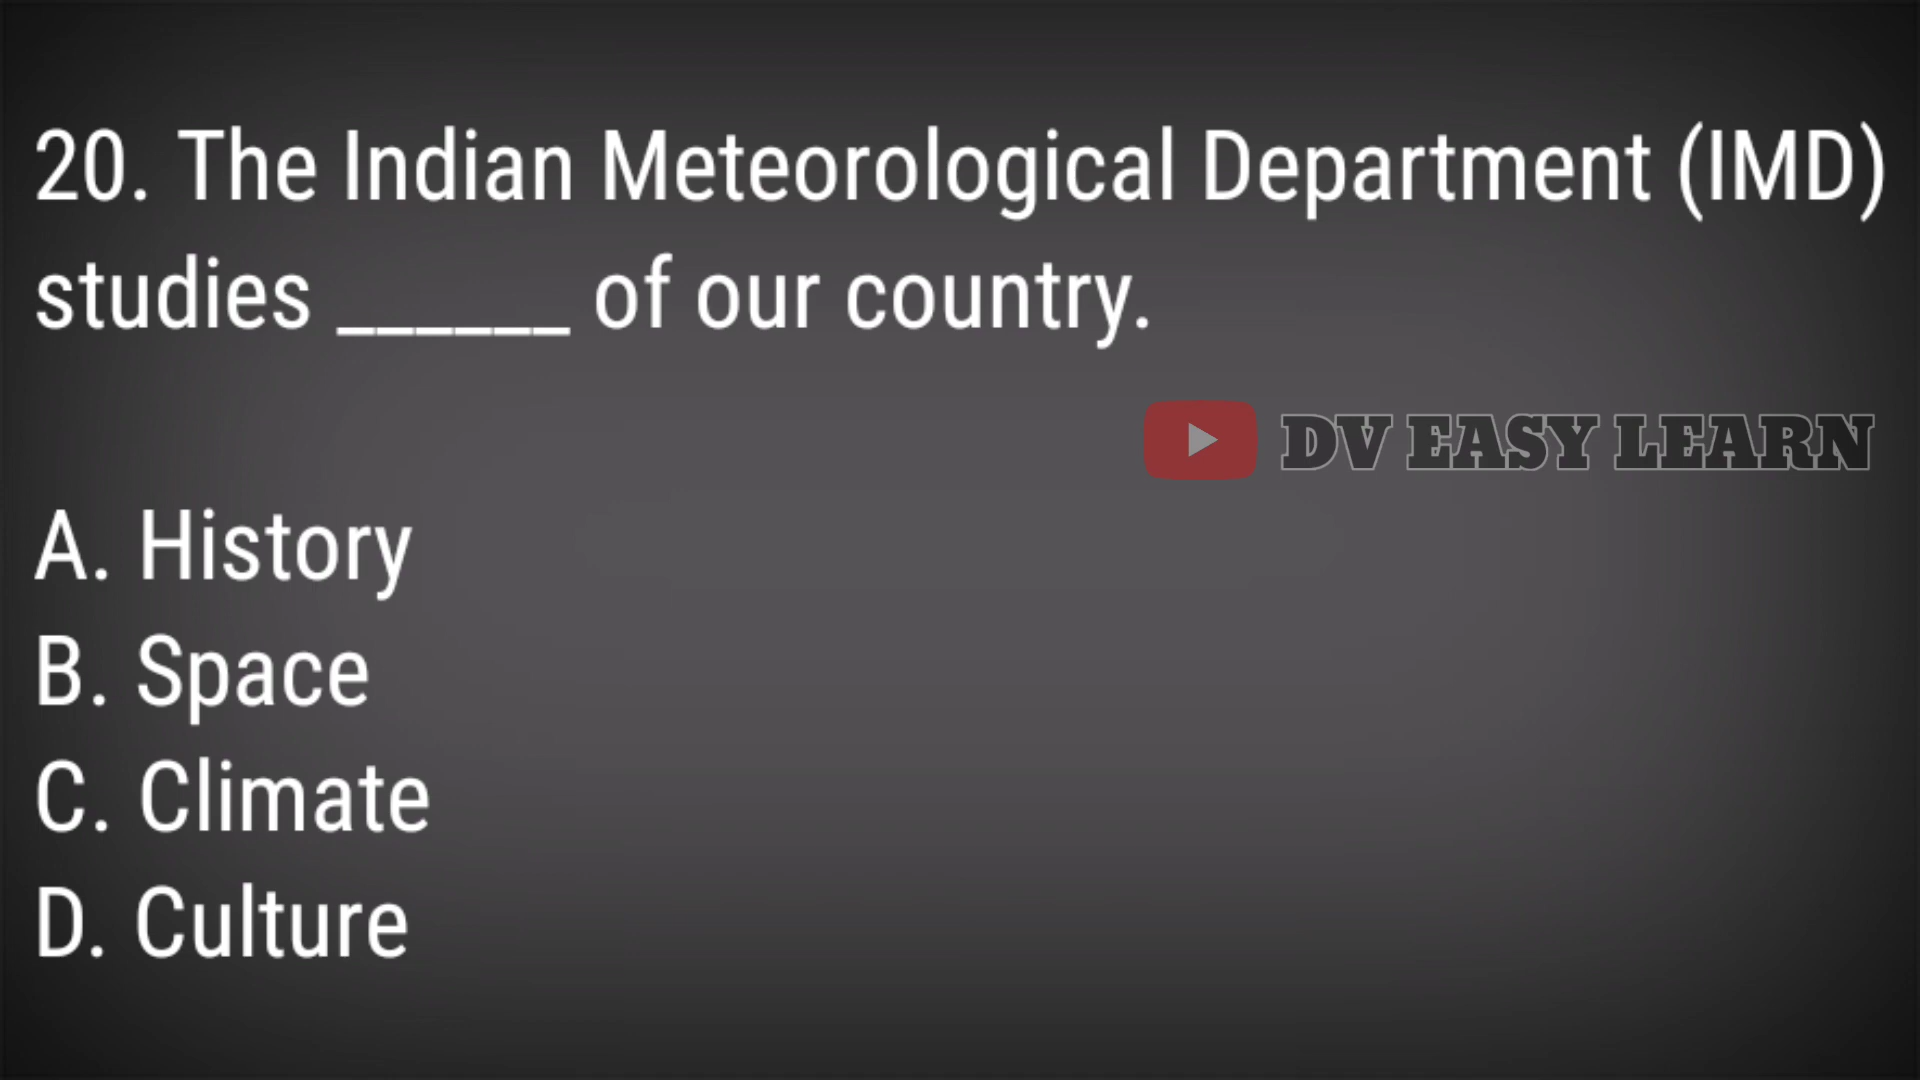 20. The Indian Meteorological Department (IMD)
studies ______ of our country.
DV EASY LEARN
A. History
B. Space
C. Climate
D. Culture